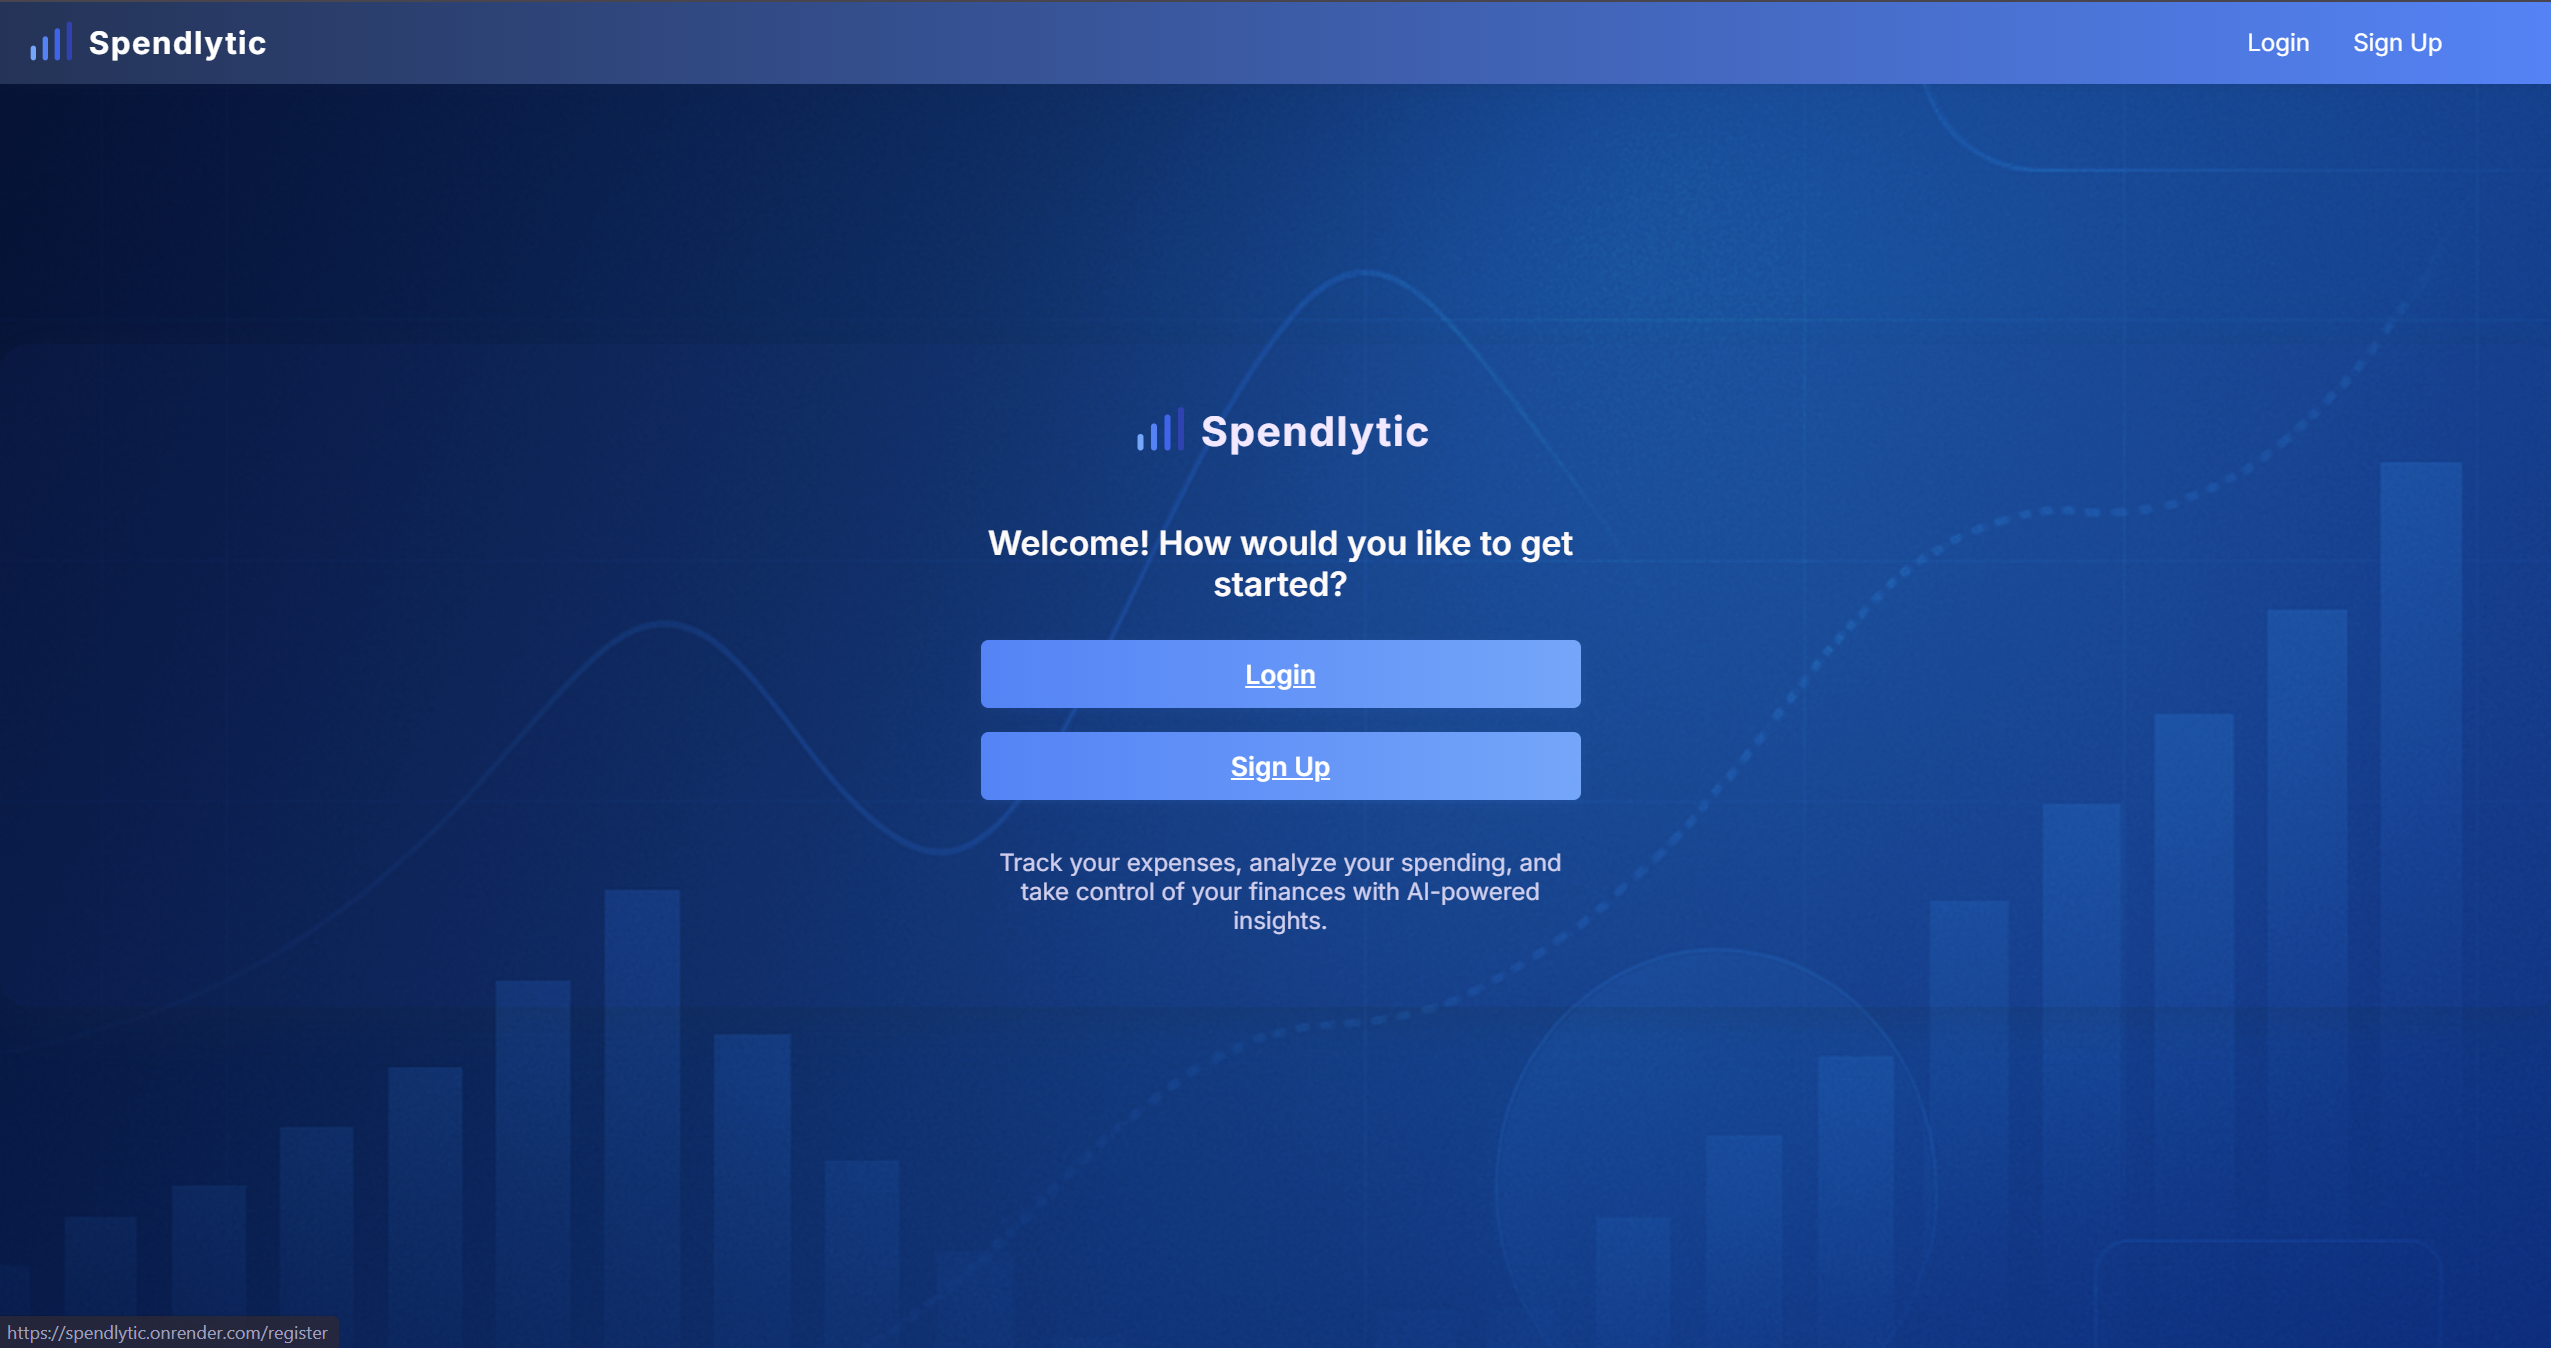 Spendlytic
Login
Sign Up
Spendlytic
Welcome! How would you like to get
started?
Login
Sign Up
Track your expenses, analyze your spending, and
take control of your finances with AI-powered
insights.
https://spendlytic.onrender.com/register